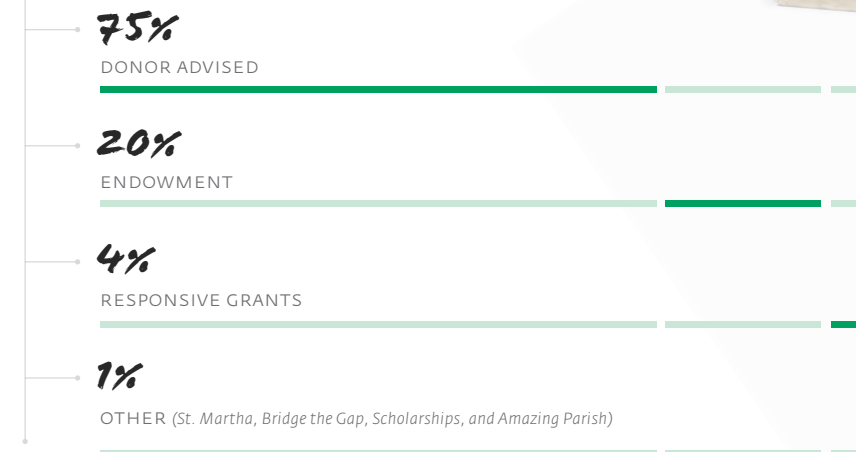 75%
DONOR ADVISED
20%
ENDOWMENT
4%
RESPONSIVE GRANTS
1%
OTHER (St. Martha, Bridge the Gap, Scholarships, and Amazing Parish)